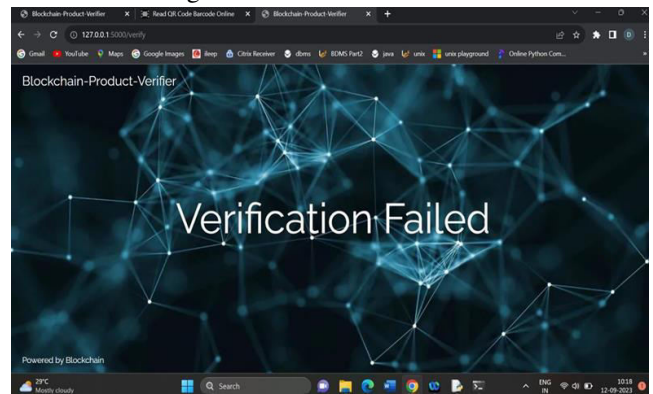 Blockchain-Product-Verifier
Read QR Code Barcode Online
Blockchain-Product-Verifier
127.0.0.1:5000/verify
Gmail YouTube Maps Google Images Citrix Receiver dbms RDMS Part2 java unix unix playground Online Python Com...
Blockchain-Product-Verifier
Verification Failed
Powered by Blockchain
29°C
Mostly cloudy
Search
ENG
IN
10:18
12-09-2023